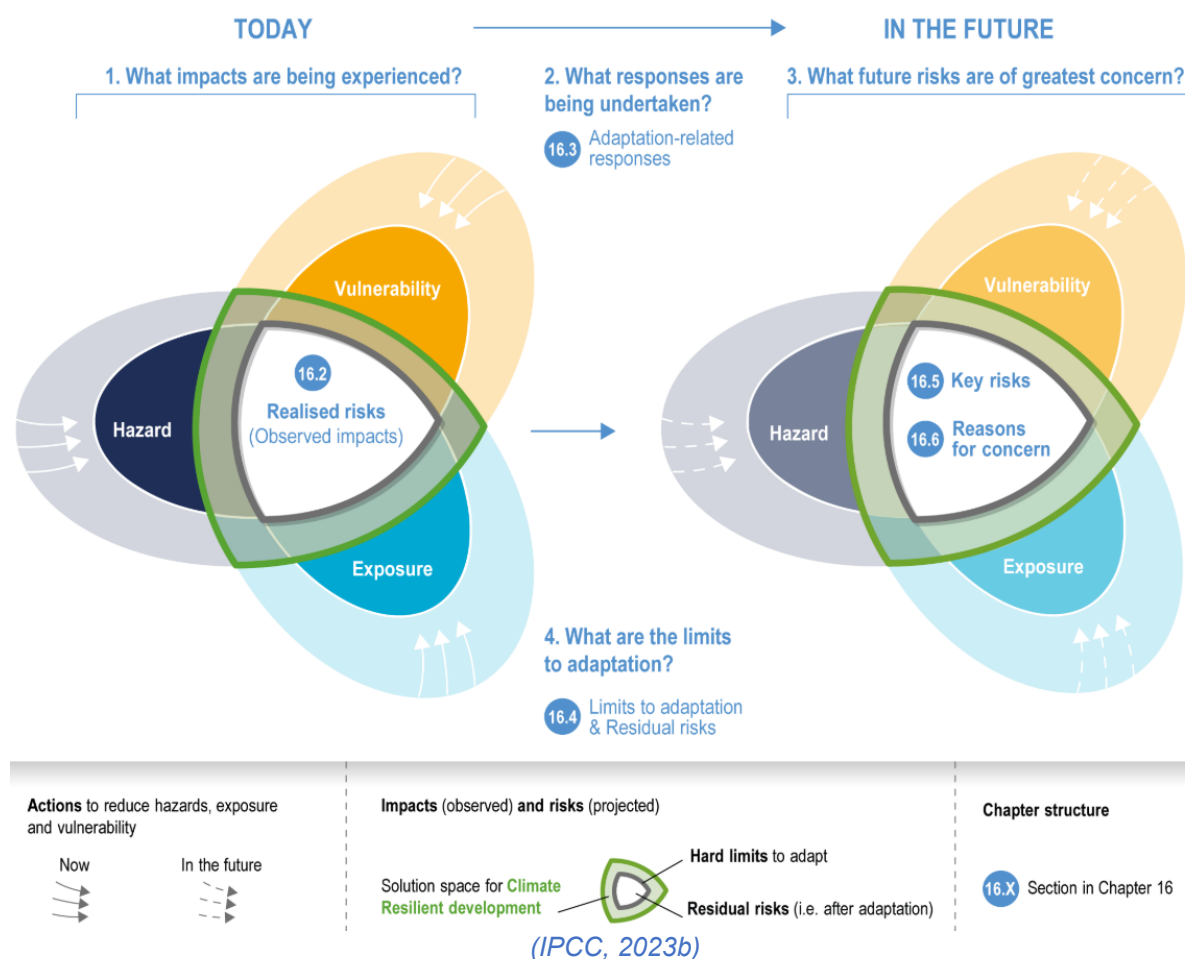 TODAY
IN THE FUTURE
1. What impacts are being experienced?
2. What responses are
being undertaken?
16.3 Adaptation-related
responses
3. What future risks are of greatest concern?
Vulnerability
Hazard
16.2
Realised risks
(Observed impacts)
Exposure
Vulnerability
Hazard
16.5 Key risks
16.6 Reasons
for concern
Exposure
4. What are the limits
to adaptation?
16.4 Limits to adaptation
& Residual risks
Actions to reduce hazards, exposure
and vulnerability
Now
In the future
Impacts (observed) and risks (projected)
Solution space for Climate
Resilient development
Hard limits to adapt
Residual risks (i.e. after adaptation)
Chapter structure
16.X Section in Chapter 16
(IPCC, 2023b)